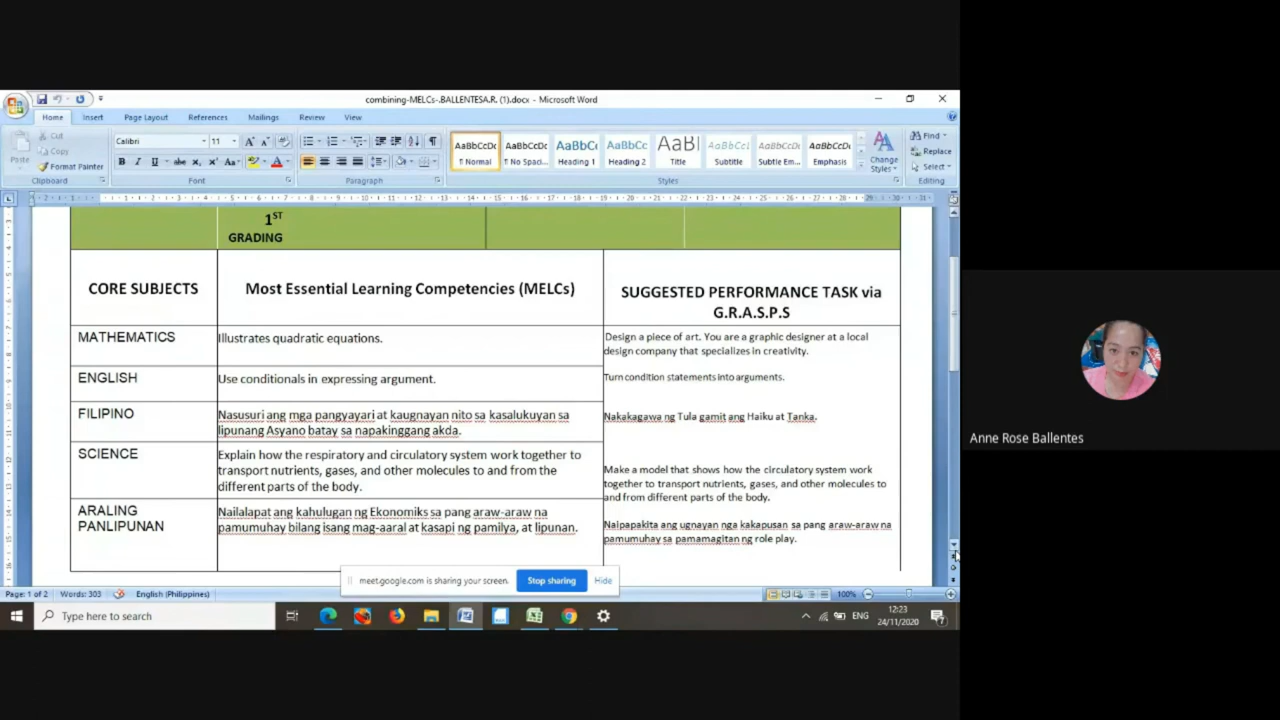 combining-MELCs-.BALLENTESA.R. (1).docx - Microsoft Word
Home Insert Page Layout References Mailings Review View
Paste
Cut
Copy
Format Painter
Clipboard
Calibri 11
Font
Paragraph
AaBbCcDc AaBbCcDc AaBbCc AaBbCc AaBl AaBbCcl AaBbCcDc AaBbCcDc
¶ Normal ¶ No Spaci... Heading 1 Heading 2 Title Subtitle Subtle Em... Emphasis
Change Styles
Styles
Find
Replace
Select
Editing
1ST
GRADING
CORE SUBJECTS
Most Essential Learning Competencies (MELCs)
SUGGESTED PERFORMANCE TASK via
G.R.A.S.P.S
MATHEMATICS
Illustrates quadratic equations.
Design a piece of art. You are a graphic designer at a local
design company that specializes in creativity.
ENGLISH
Use conditionals in expressing argument.
Turn condition statements into arguments.
FILIPINO
Nasusuri ang mga pangyayari at kaugnayan nito sa kasalukuyan sa
lipunang Asyano batay sa napakinggang akda.
Nakakagawa ng Tula gamit ang Haiku at Tanka.
SCIENCE
Explain how the respiratory and circulatory system work together to
transport nutrients, gases, and other molecules to and from the
different parts of the body.
Make a model that shows how the circulatory system work
together to transport nutrients, gases, and other molecules to
and from different parts of the body.
ARALING
PANLIPUNAN
Nailalapat ang kahulugan ng Ekonomiks sa pang araw-araw na
pamumuhay bilang isang mag-aaral at kasapi ng pamilya, at lipunan.
Naipapakita ang ugnayan nga kakapusan sa pang araw-araw na
pamumuhay sa pamamagitan ng role play.
meet.google.com is sharing your screen. Stop sharing Hide
Page: 1 of 2 Words: 303 English (Philippines) 100%
Type here to search
ENG
12:23
24/11/2020
Anne Rose Ballentes